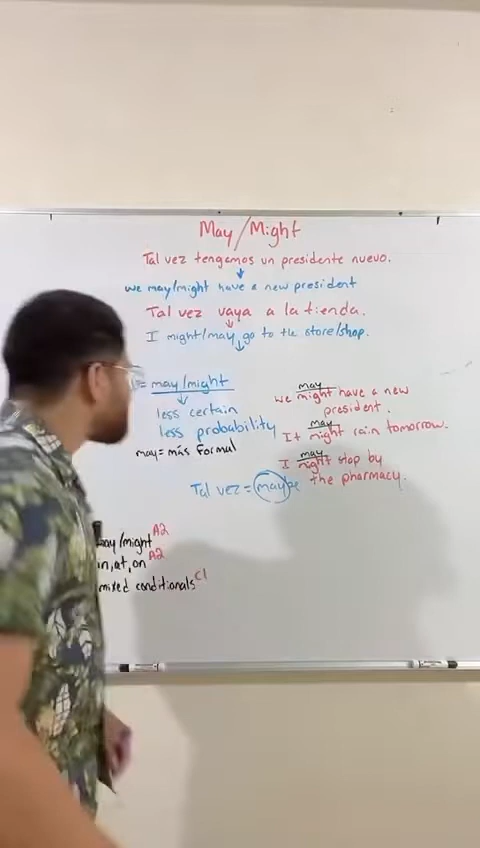 May/Might
Tal vez tengamos un presidente nuevo.
we may/might have a new president
Tal vez vaya a la tienda.
I might/may go to the store/shop.
= may/might
less certain
less probability
may = más formal
may
we might have a new
president.
may
It might rain tomorrow.
may
I might stop by
the pharmacy.
Tal vez = maybe
may/might A2
in, at, on A2
mixed conditionals C1